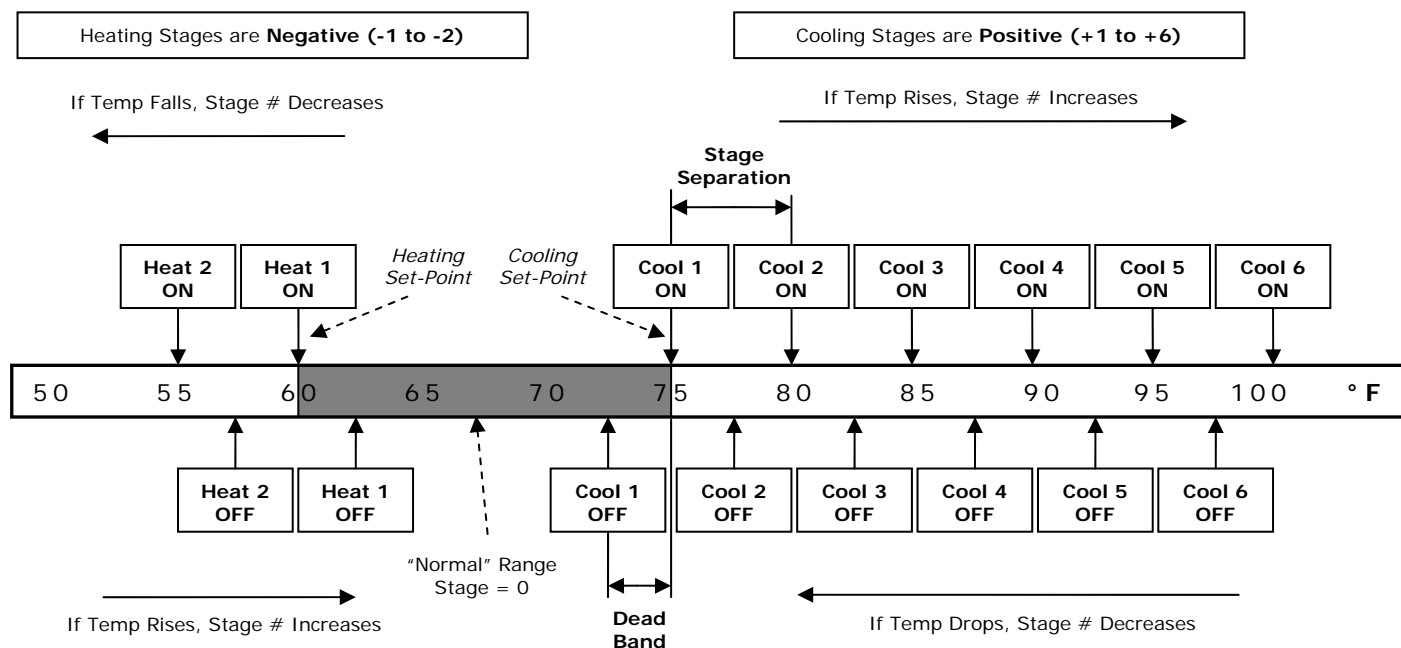 Heating Stages are Negative (-1 to -2)
Cooling Stages are Positive (+1 to +6)
If Temp Falls, Stage # Decreases
If Temp Rises, Stage # Increases
Stage
Separation
Heat 2
ON
Heat 1
ON
Heating
Set-Point
Cooling
Set-Point
Cool 1
ON
Cool 2
ON
Cool 3
ON
Cool 4
ON
Cool 5
ON
Cool 6
ON
50 55 60 65 70 75 80 85 90 95 100 °F
Heat 2
OFF
Heat 1
OFF
Cool 1
OFF
Cool 2
OFF
Cool 3
OFF
Cool 4
OFF
Cool 5
OFF
Cool 6
OFF
“Normal” Range
Stage = 0
If Temp Rises, Stage # Increases
Dead
Band
If Temp Drops, Stage # Decreases